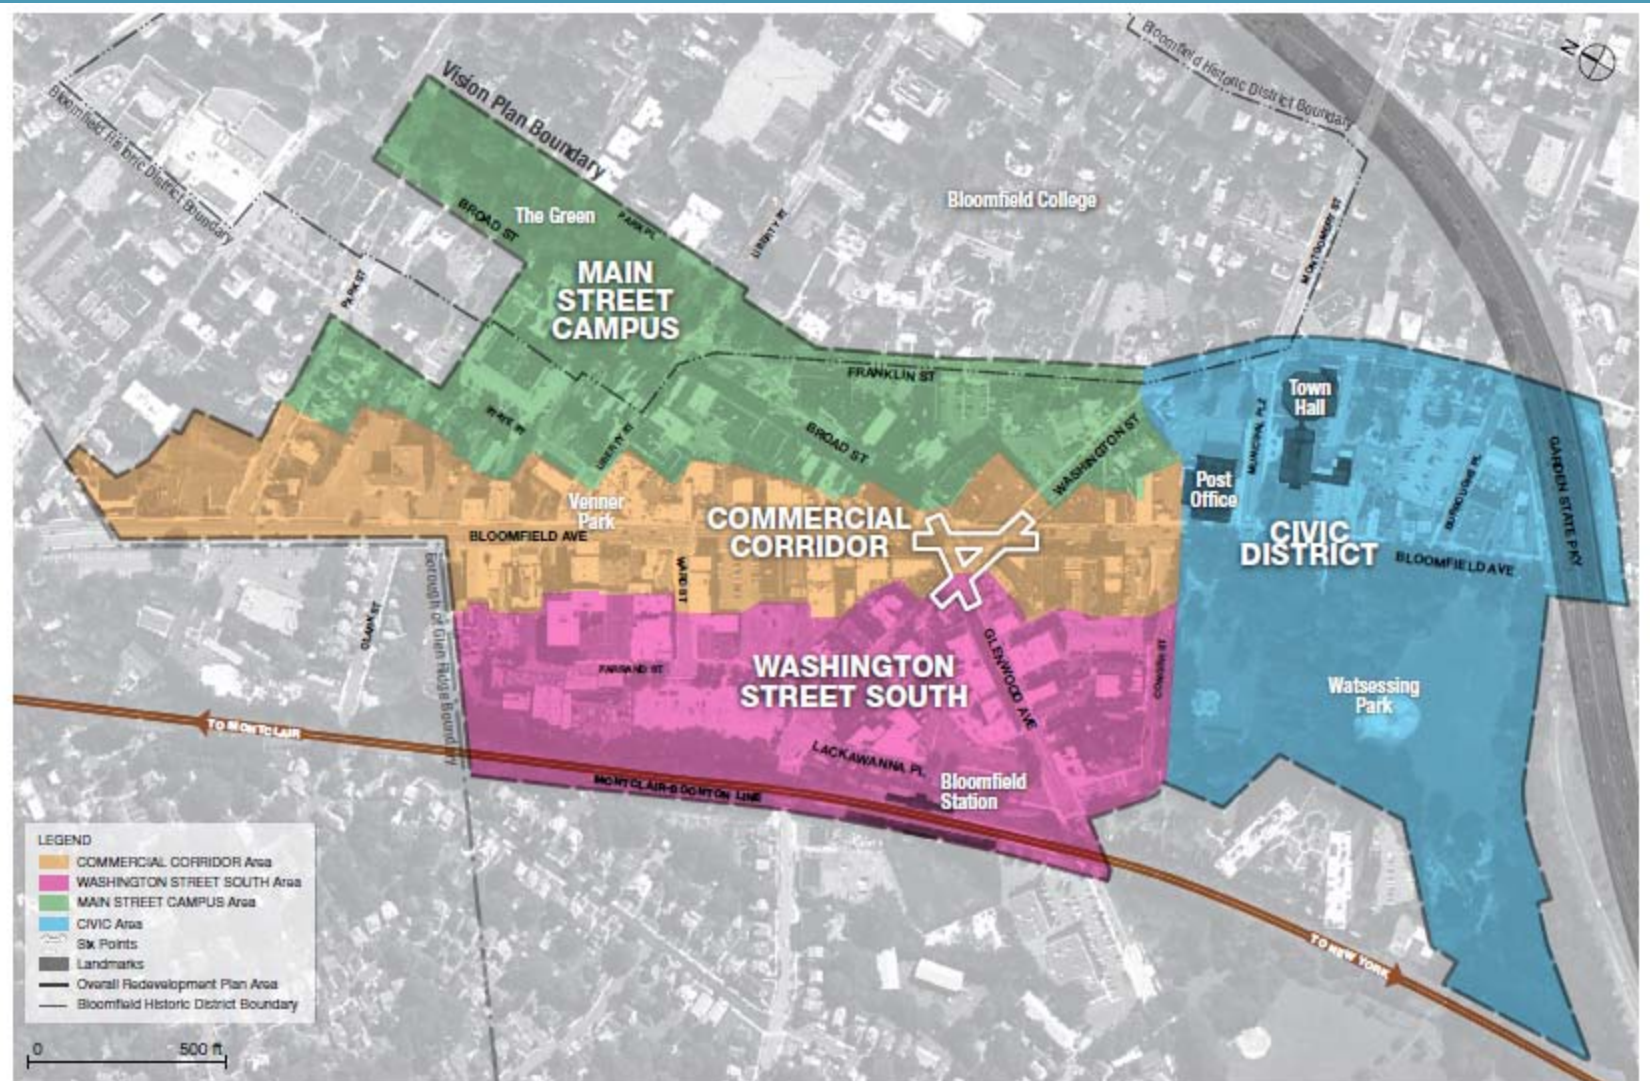 Bloomfield Historic District Boundary
N
Vision Plan Boundary
Bloomfield Historic District Boundary
BROAD ST
The Green
PARK PL
LIBERTY ST
Bloomfield College
MONTGOMERY ST
PARK ST
MAIN
STREET
CAMPUS
FRANKLIN ST
PARK ST
LIBERTY ST
BROAD ST
WASHINGTON ST
Town
Hall
MUNICIPAL PLZ
Post
Office
GARDEN STATE PKY
Venner
Park
BLOOMFIELD AVE
COMMERCIAL
CORRIDOR
CIVIC
DISTRICT
BLOOMFIELD AVE
WARD ST
CLARK ST
Borough of Glen Ridge Boundary
FARRAND ST
WASHINGTON
STREET SOUTH
GLENWOOD AVE
CONGER ST
Watsessing
Park
TO MONTCLAIR
LACKAWANNA PL
Bloomfield
Station
MONTCLAIR-BOONTON LINE
TO NEW YORK
LEGEND
COMMERCIAL CORRIDOR Area
WASHINGTON STREET SOUTH Area
MAIN STREET CAMPUS Area
CIVIC Area
Six Points
Landmarks
Overall Redevelopment Plan Area
Bloomfield Historic District Boundary
0 500 ft